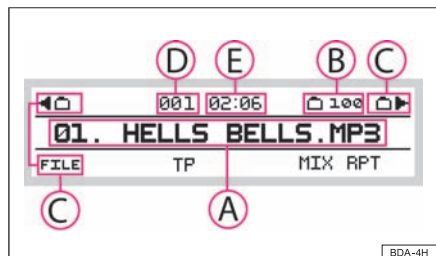 D E B C
001 02:06 100
01. HELLS BELLS.MP3
FILE TP MIX RPT
C A
BDA-4H